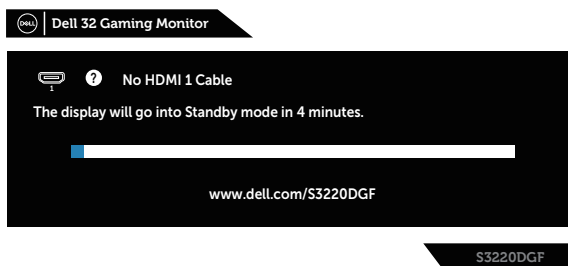 DELL Dell 32 Gaming Monitor
1 ? No HDMI 1 Cable
The display will go into Standby mode in 4 minutes.
www.dell.com/S3220DGF
S3220DGF